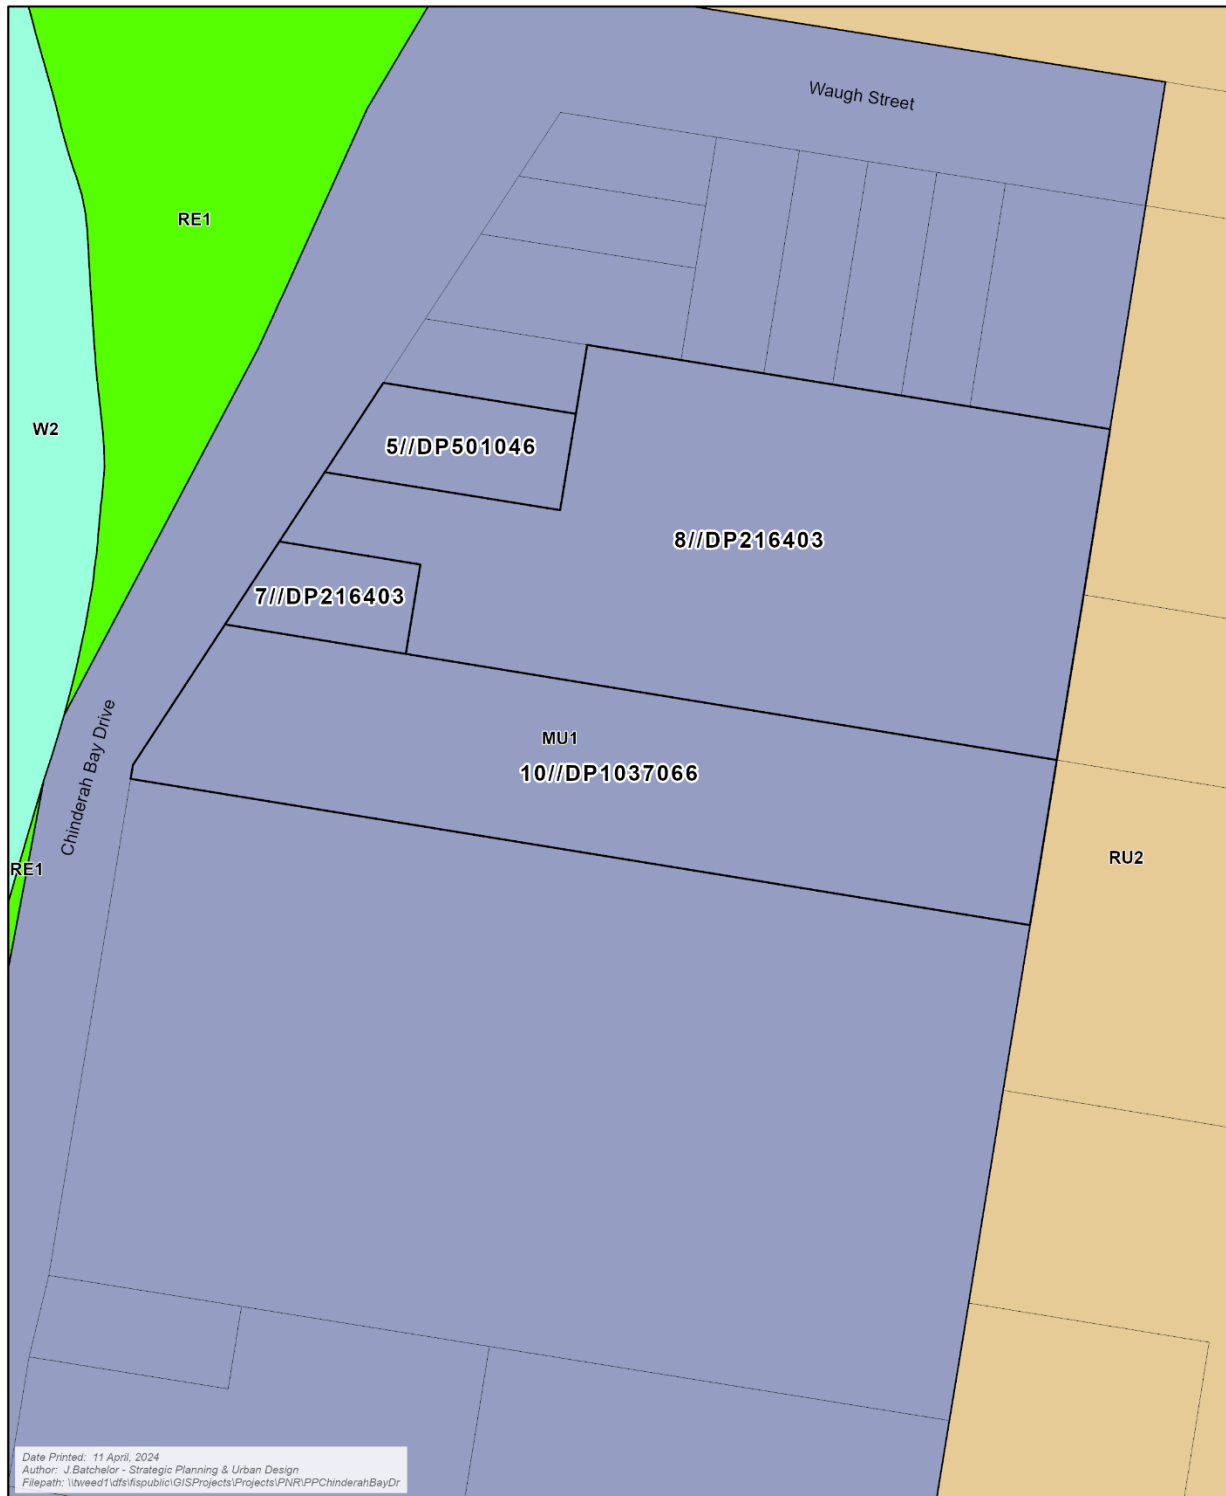 Waugh Street
RE1
W2
5//DP501046
8//DP216403
7//DP216403
MU1
10//DP1037066
Chinderah Bay Drive
RU2
RE1
Date Printed: 11 April, 2024
Author: J.Batchelor - Strategic Planning & Urban Design
Filepath: \\tweed1\dfs\fispublic\GISProjects\Projects\PNR\PPChinderahBayDr